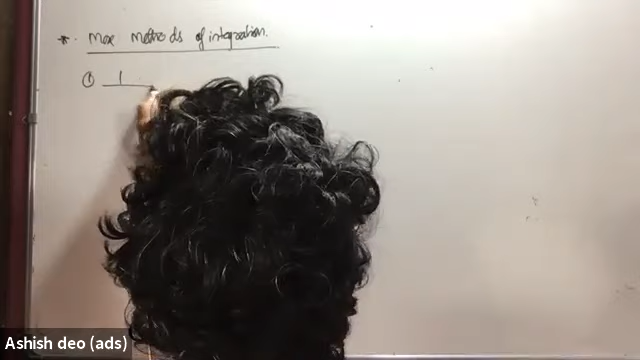 * More methods of integration.
① 1
Ashish deo (ads)